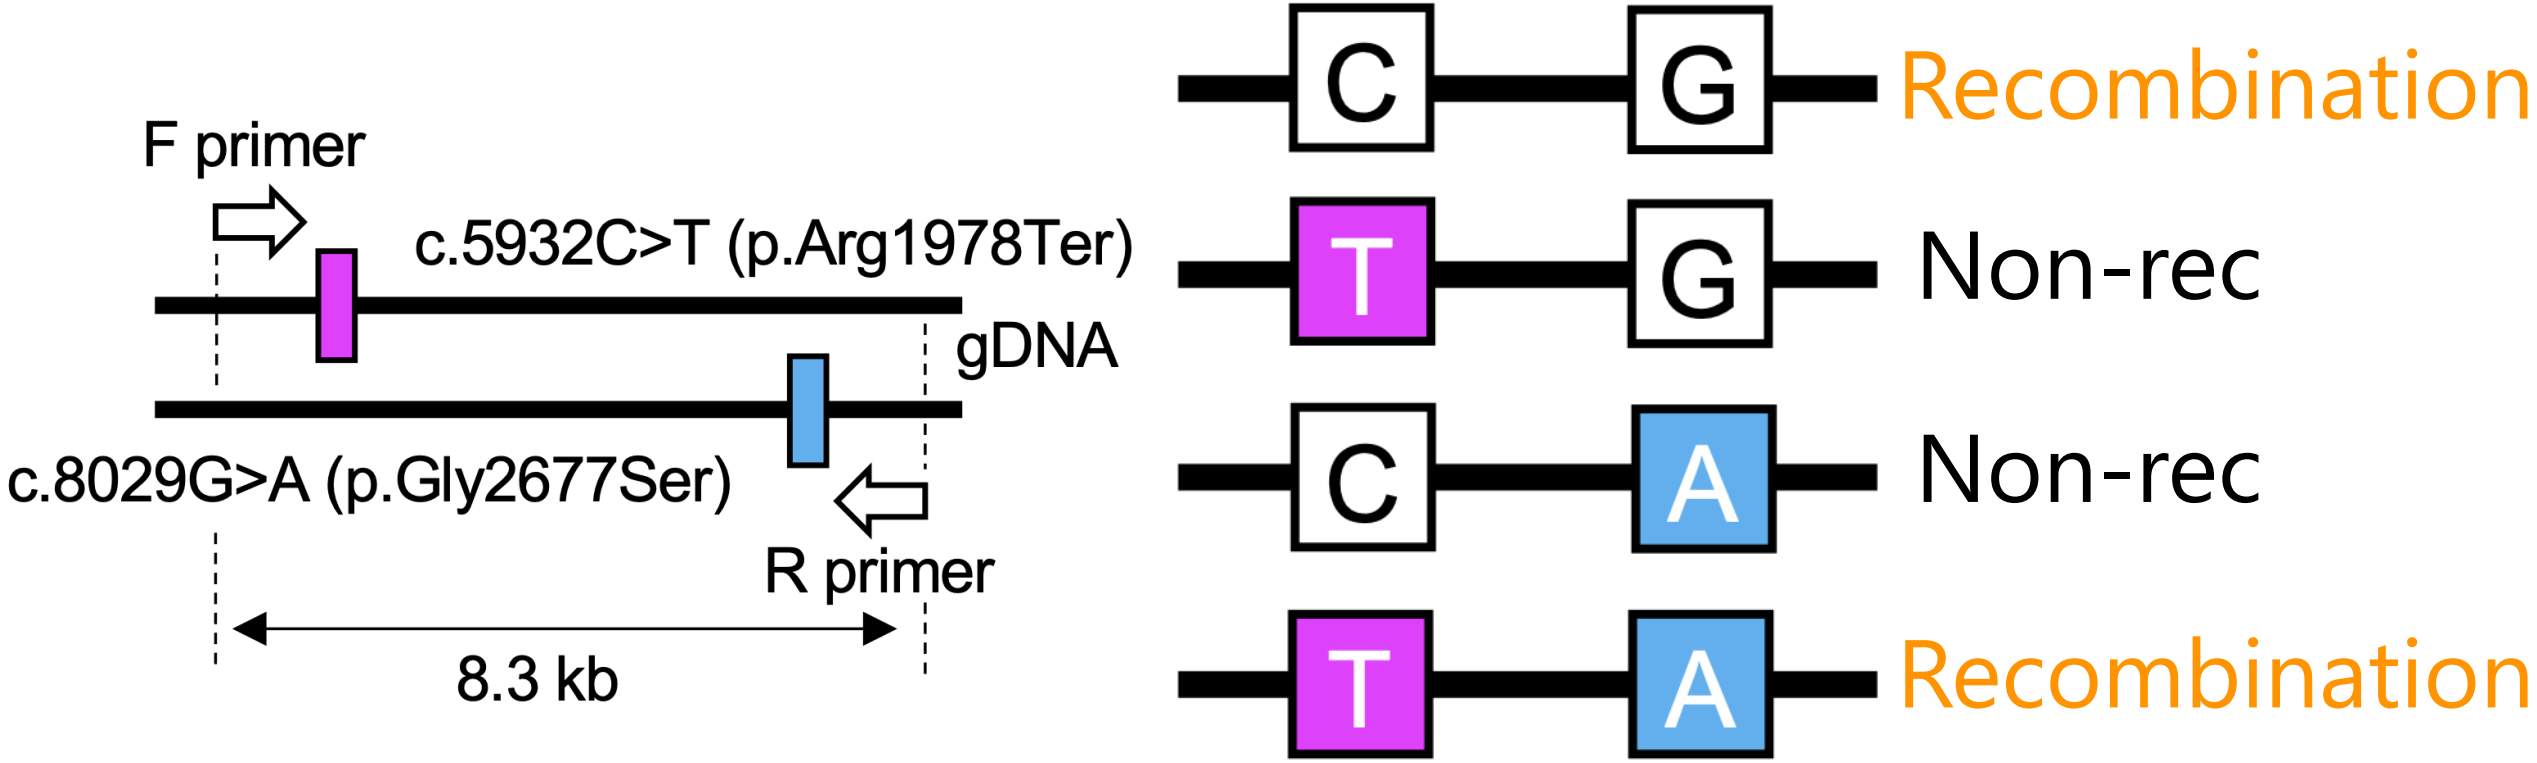 F primer
c.5932C>T (p.Arg1978Ter)
gDNA
c.8029G>A (p.Gly2677Ser)
R primer
8.3 kb
C G Recombination
T G Non-rec
C A Non-rec
T A Recombination